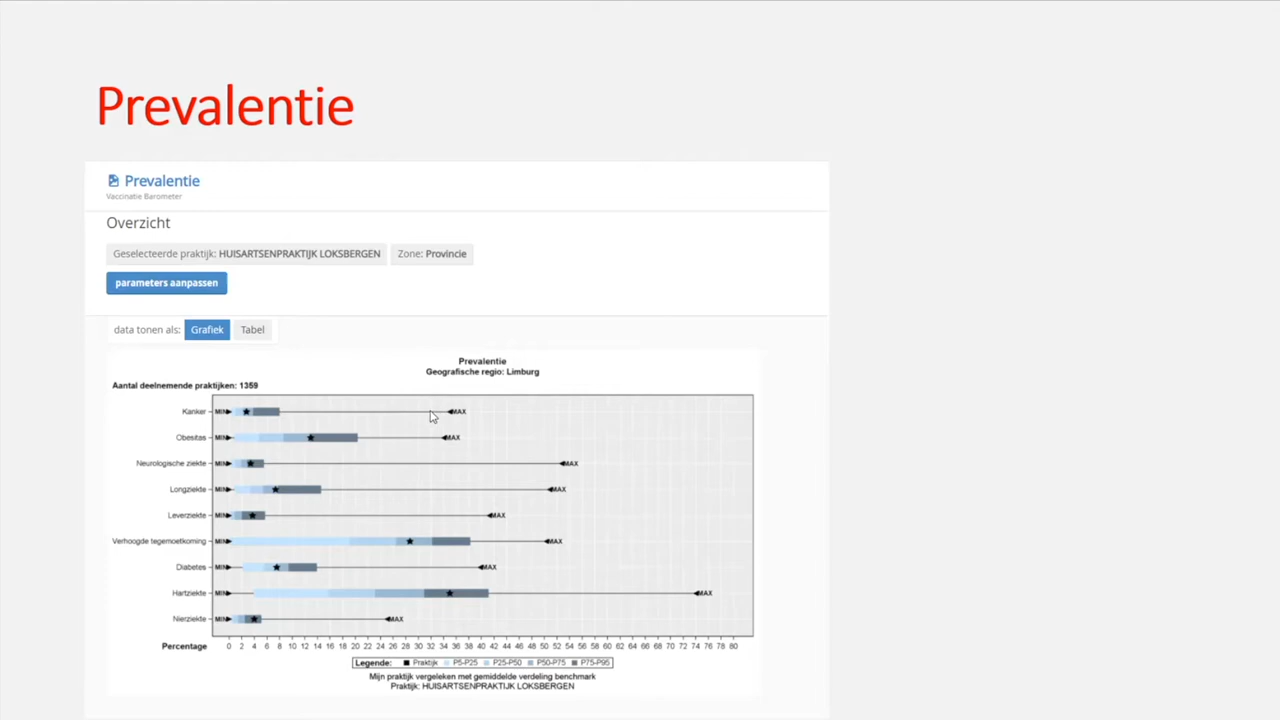 Prevalentie
Prevalentie
Vaccinatie Barometer
Overzicht
Geselecteerde praktijk: HUISARTSENPRAKTIJK LOKSBERGEN Zone: Provincie
parameters aanpassen
data tonen als: Grafiek Tabel
Prevalentie
Geografische regio: Limburg
Aantal deelnemende praktijken: 1359
Kanker MIN MAX
Obesitas MIN MAX
Neurologische ziekte MIN MAX
Longziekte MIN MAX
Leverziekte MIN MAX
Verhoogde tegemoetkoming MIN MAX
Diabetes MIN MAX
Hartziekte MIN MAX
Nierziekte MIN MAX
Percentage 0 2 4 6 8 10 12 14 16 18 20 22 24 26 28 30 32 34 36 38 40 42 44 46 48 50 52 54 56 58 60 62 64 66 68 70 72 74 76 78 80
Legende: Praktijk P5-P25 P25-P50 P50-P75 P75-P95
Mijn praktijk vergeleken met gemiddelde verdeling benchmark
Praktijk: HUISARTSENPRAKTIJK LOKSBERGEN